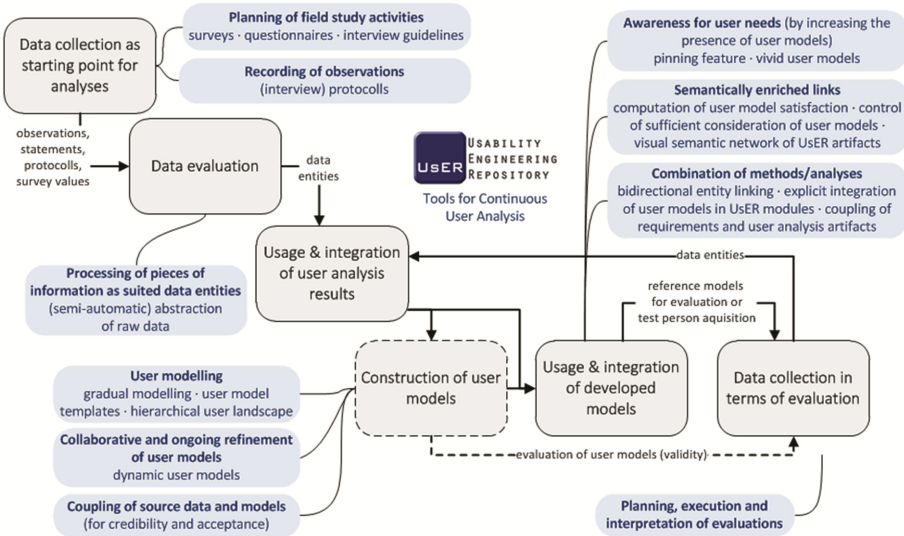 Data collection as
starting point for
analyses
Planning of field study activities
surveys · questionnaires · interview guidelines
Recording of observations
(interview) protocolls
observations,
statements,
protocolls,
survey values
Data evaluation
data
entities
UsER
USABILITY
ENGINEERING
REPOSITORY
Tools for Continuous
User Analysis
Awareness for user needs (by increasing the
presence of user models)
pinning feature · vivid user models
Semantically enriched links
computation of user model satisfaction · control
of sufficient consideration of user models ·
visual semantic network of UsER artifacts
Combination of methods/analyses
bidirectional entity linking · explicit integration
of user models in UsER modules · coupling of
requirements and user analysis artifacts
Processing of pieces of
information as suited data entities
(semi-automatic) abstraction
of raw data
Usage & integration
of user analysis
results
data entities
reference models
for evaluation or
test person aquisition
User modelling
gradual modelling · user model
templates · hierarchical user landscape
Collaborative and ongoing refinement
of user models
dynamic user models
Coupling of source data and models
(for credibility and acceptance)
Construction of user
models
Usage & integration
of developed
models
Data collection in
terms of evaluation
evaluation of user models (validity)
Planning, execution and
interpretation of evaluations